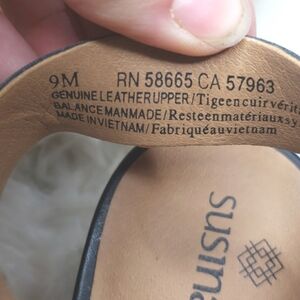 9M RN 58665 CA 57963
GENUINE LEATHER UPPER/Tigeencuirvérit
BALANCE MANMADE/Resteenmatériauxsy
MADE IN VIETNAM/Fabriquéauvietnam
susina